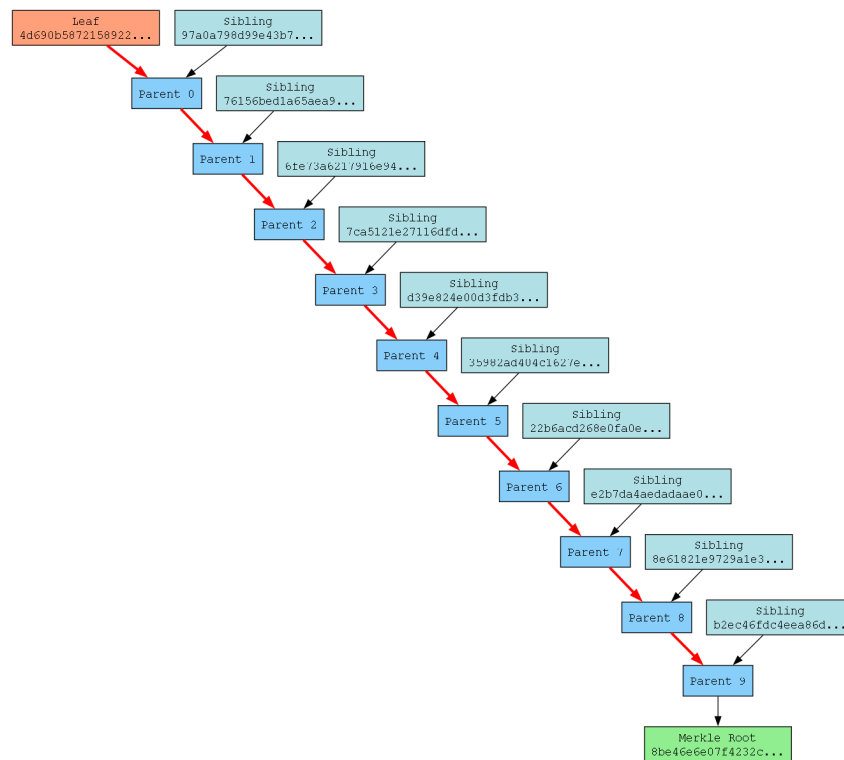 Leaf
4d690b5872158922...
Sibling
97a0a798d99e43b7...
Parent 0
Sibling
76156bed1a65aea9...
Parent 1
Sibling
6fe73a6217916e94...
Parent 2
Sibling
7ca5121e27116dfd...
Parent 3
Sibling
d39e824e00d3fdb3...
Parent 4
Sibling
35982ad404c1627e...
Parent 5
Sibling
22b6acd268e0fa0e...
Parent 6
Sibling
e2b7da4aedadaae0...
Parent 7
Sibling
8e61821e9729a1e3...
Parent 8
Sibling
b2ec46fdc4eea86d...
Parent 9
Merkle Root
8be46e6e07f4232c...